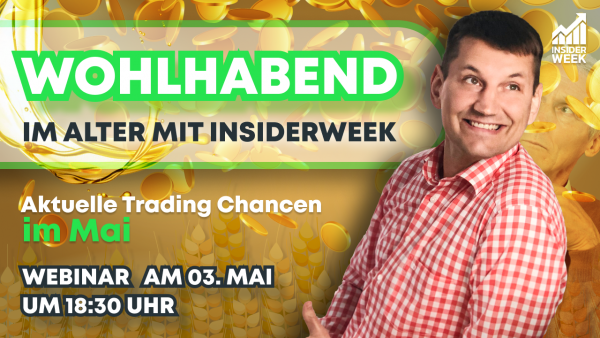 WOHLHABEND
IM ALTER MIT INSIDERWEEK
Aktuelle Trading Chancen
im Mai
WEBINAR AM 03. MAI
UM 18:30 UHR
INSIDER
WEEK